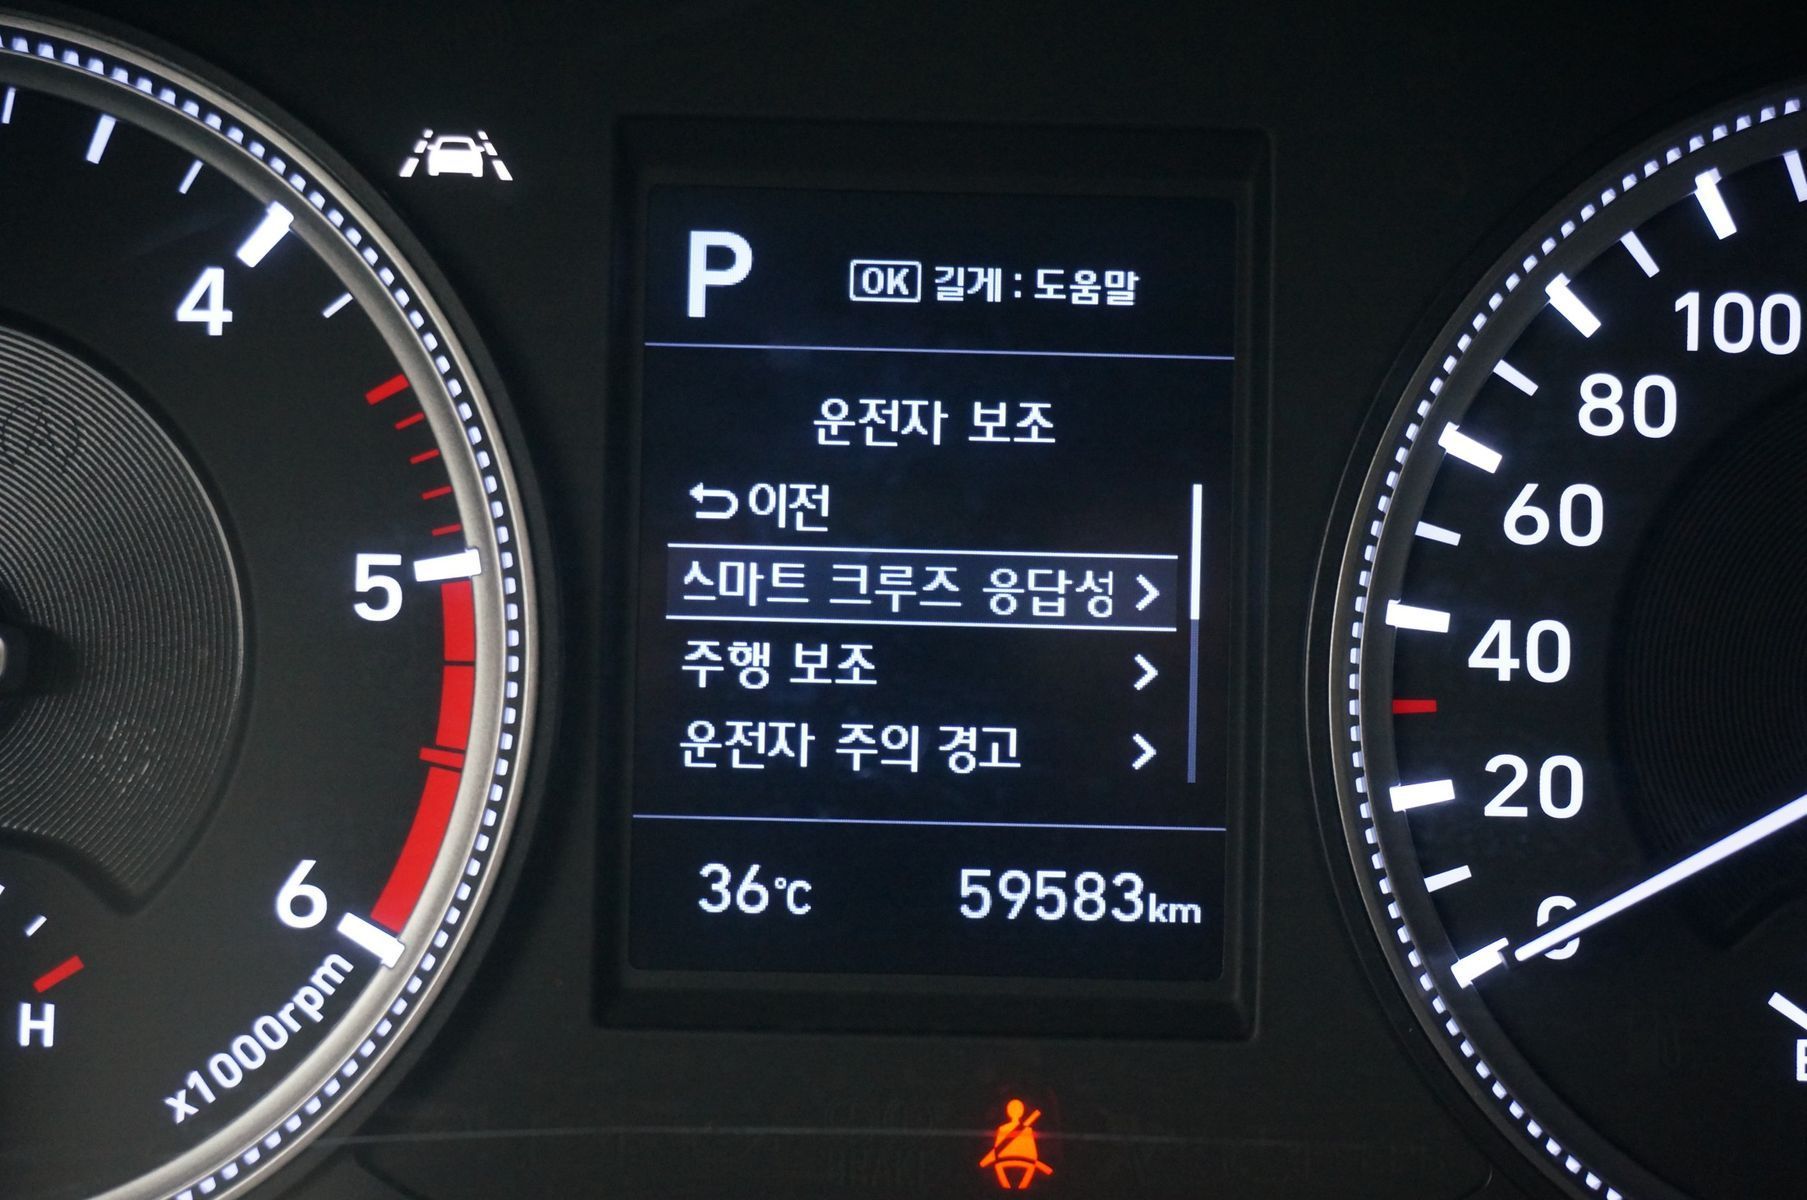 4
5
6
x1000rpm
H
P
OK 길게 : 도움말
운전자 보조
이전
스마트 크루즈 응답성
주행 보조
운전자 주의 경고
36℃
59583km
100
80
60
40
20
0